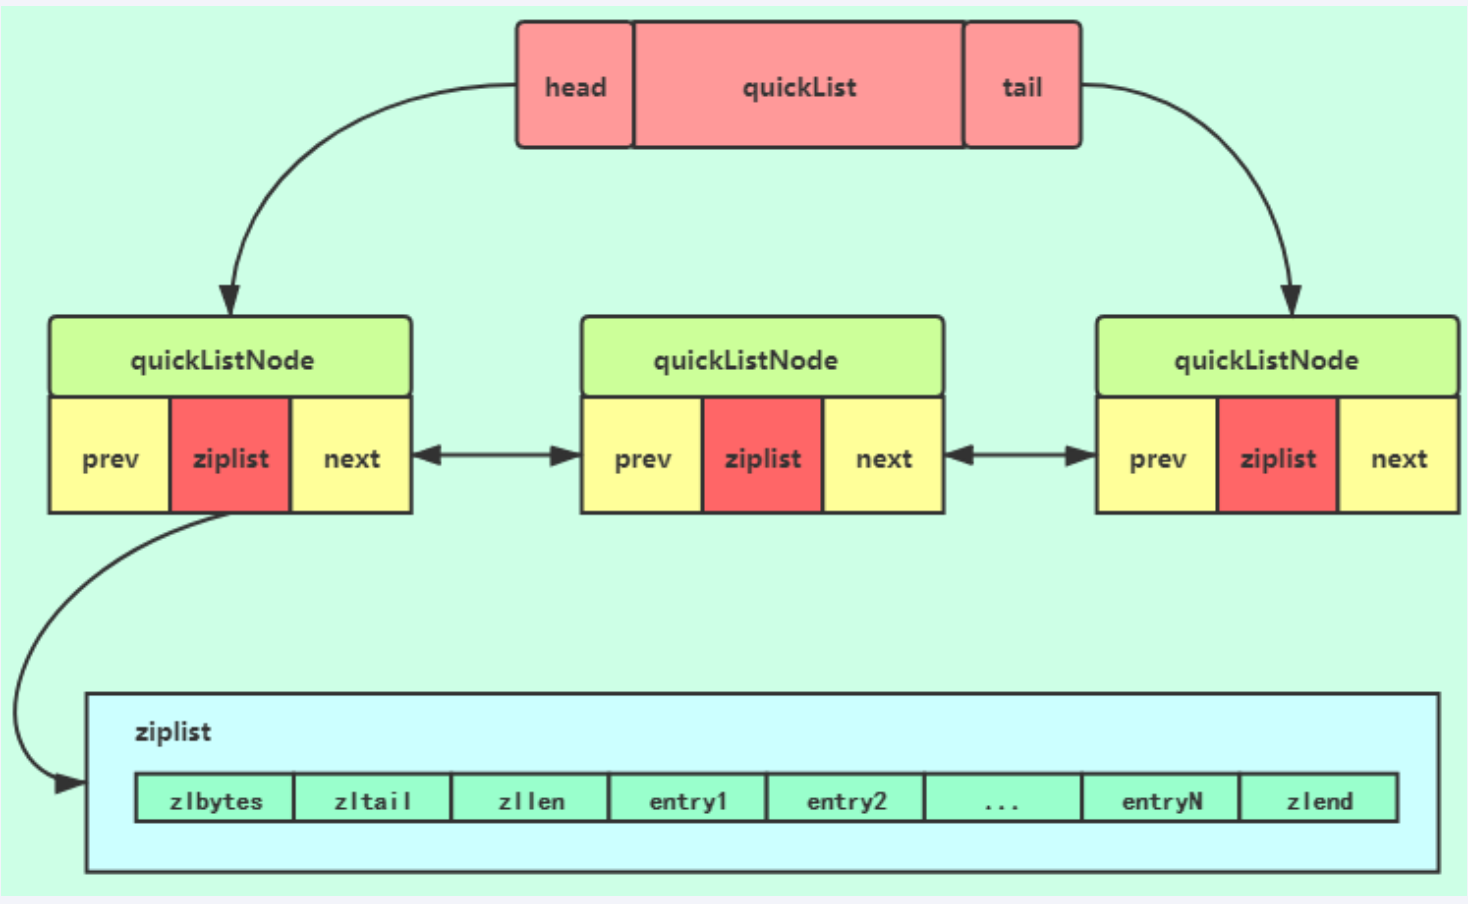 head quickList tail
quickListNode quickListNode quickListNode
prev ziplist next prev ziplist next prev ziplist next
ziplist
zlbytes zltail zllen entry1 entry2 ... entryN zlend